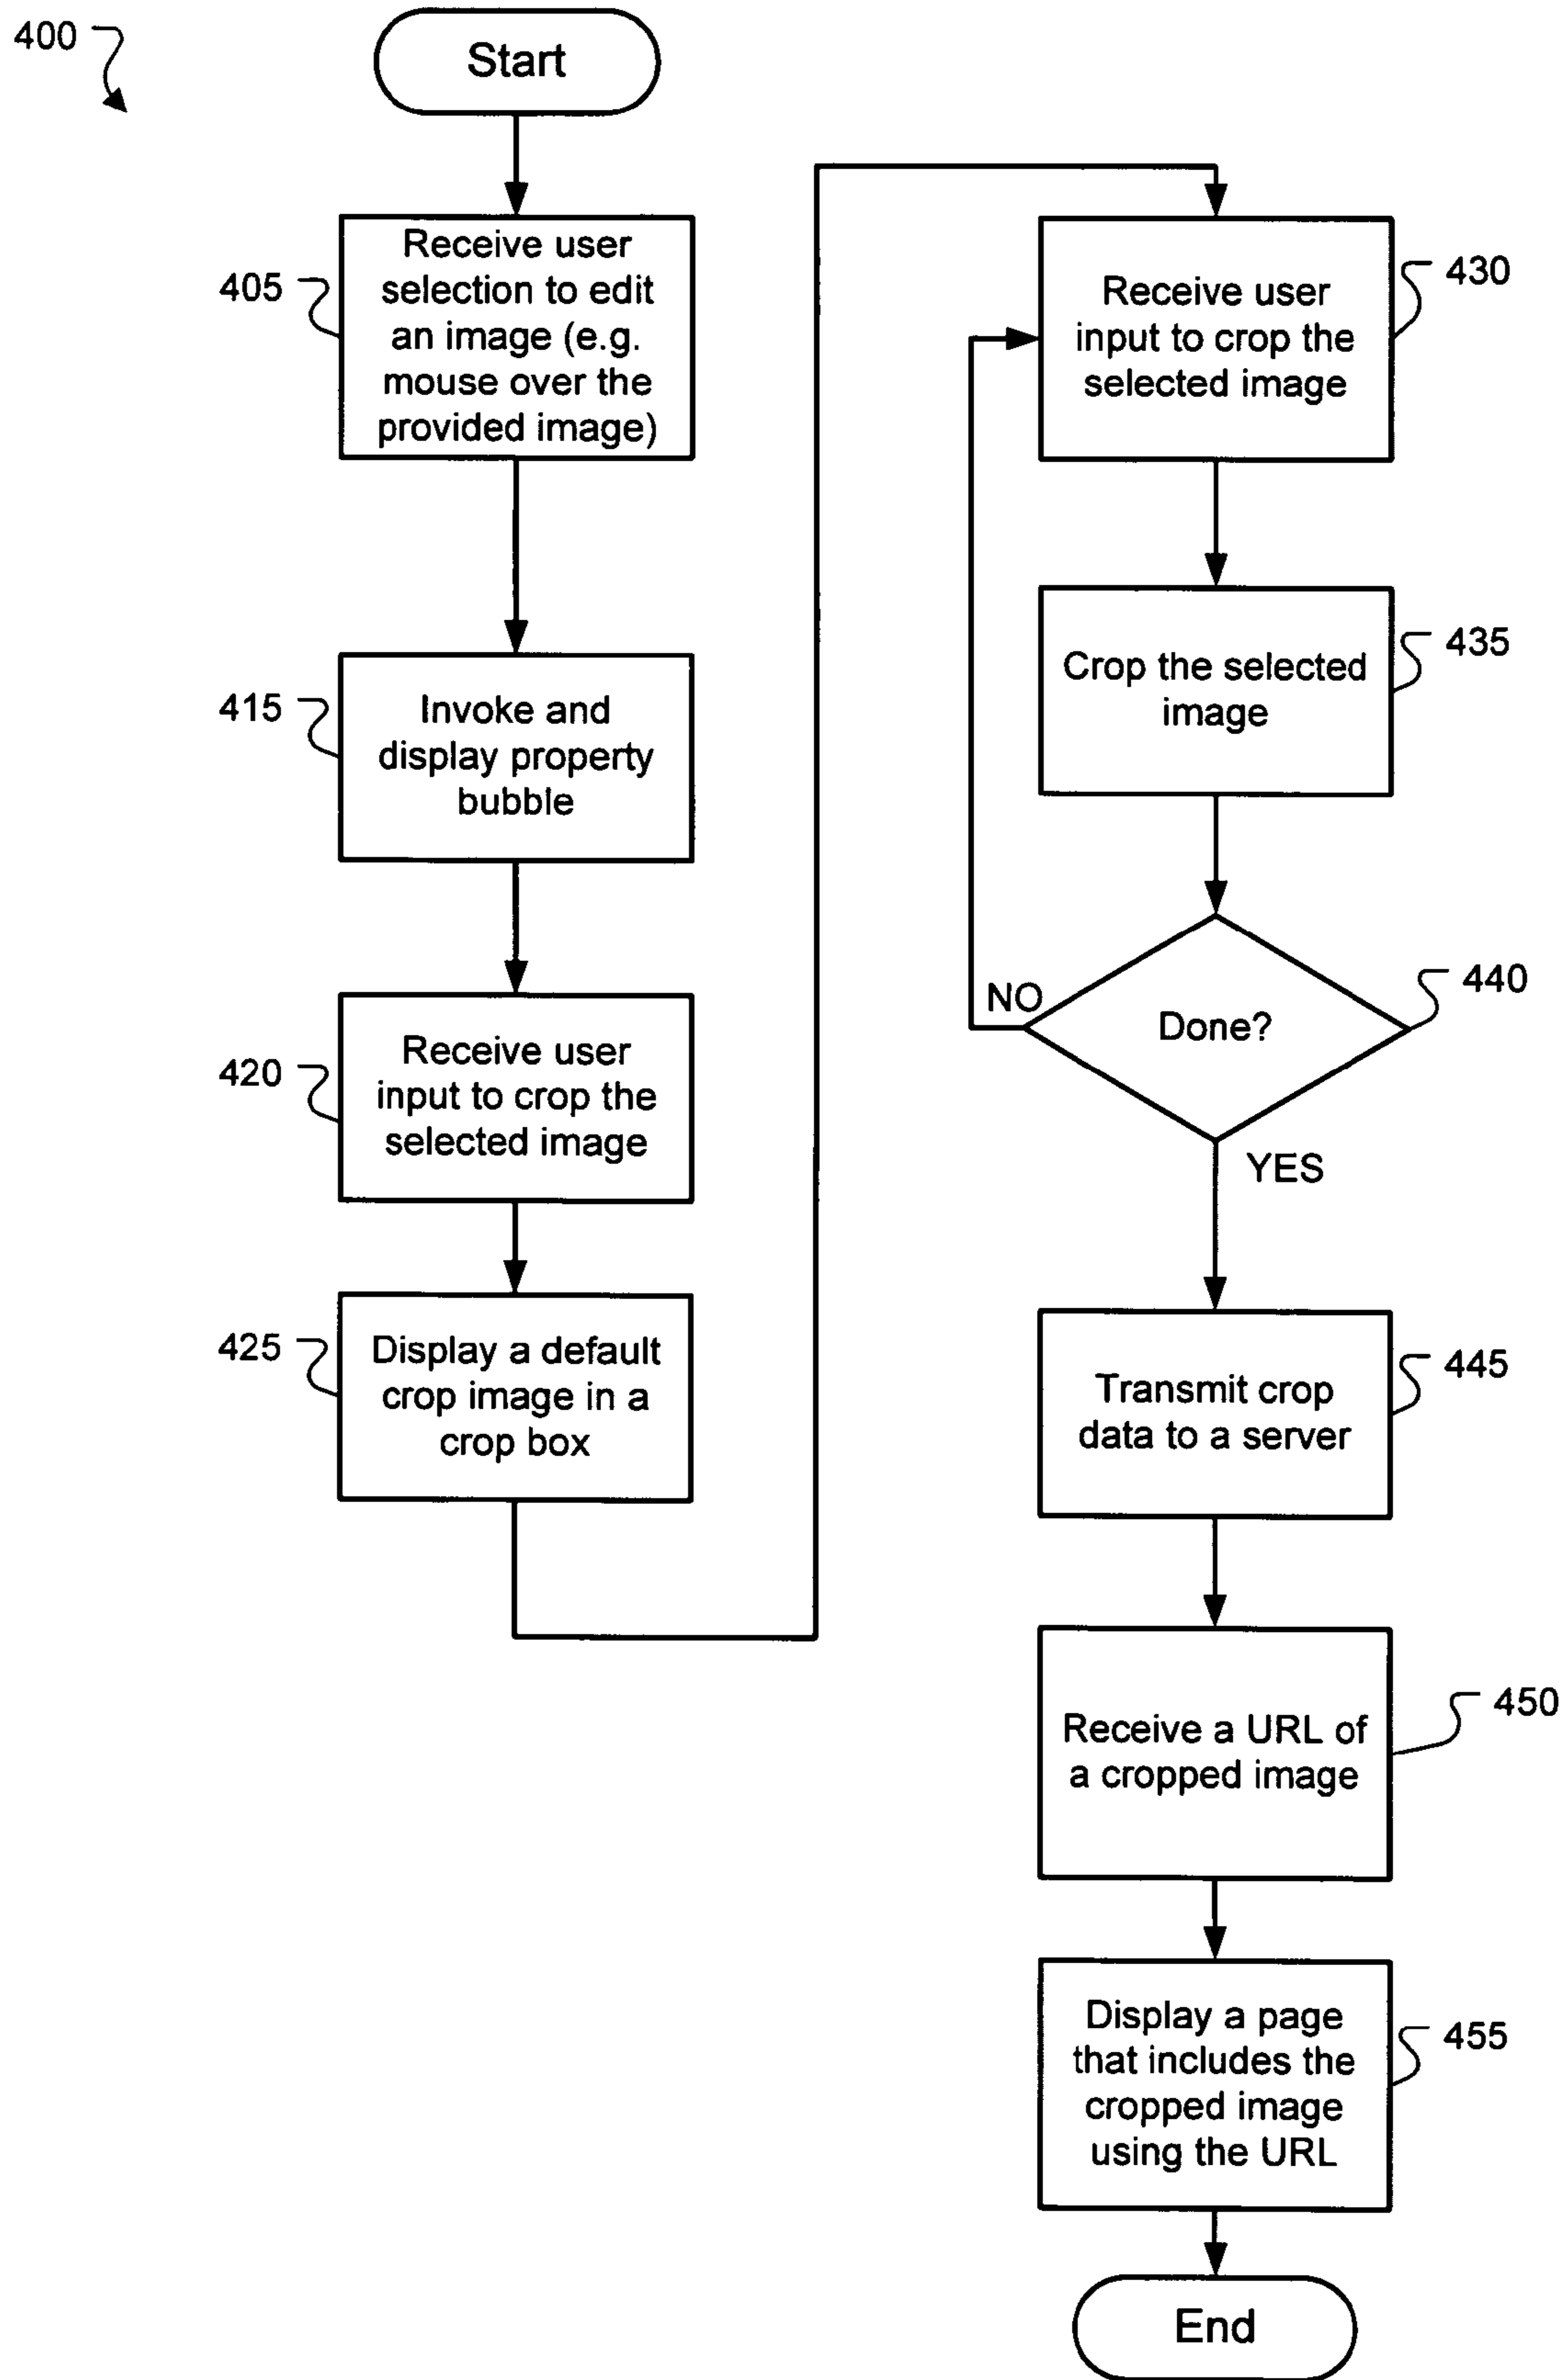 400
Start
405
Receive user
selection to edit
an image (e.g.
mouse over the
provided image)
415
Invoke and
display property
bubble
420
Receive user
input to crop the
selected image
425
Display a default
crop image in a
crop box
430
Receive user
input to crop the
selected image
435
Crop the selected
image
440
Done?
NO
YES
445
Transmit crop
data to a server
450
Receive a URL of
a cropped image
455
Display a page
that includes the
cropped image
using the URL
End